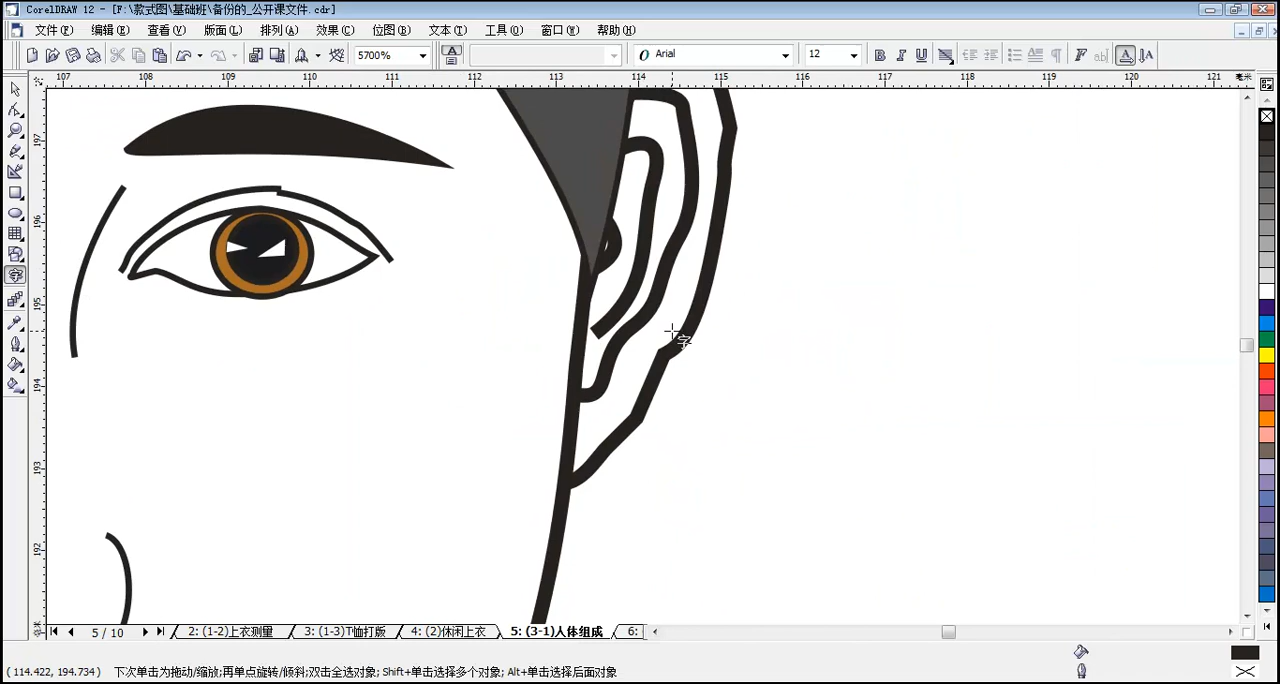 CorelDRAW 12 - [F:\款式图\基础班\备份的_公开课文件.cdr]
文件(F) 编辑(E) 查看(V) 版面(L) 排列(A) 效果(C) 位图(B) 文本(T) 工具(O) 窗口(W) 帮助(H)
5700% O Arial 12 B I U F ab|
107 108 109 110 111 112 113 114 115 116 117 118 119 120 121 毫米
197
196
195
194
193
192
字
5 / 10 2: (1-2)上衣测量 3: (1-3)T恤打版 4: (2)休闲上衣 5: (3-1)人体组成 6:
(114.422, 194.734) 下次单击为拖动/缩放;再单点旋转/倾斜;双击全选对象; Shift+单击选择多个对象; Alt+单击选择后面对象